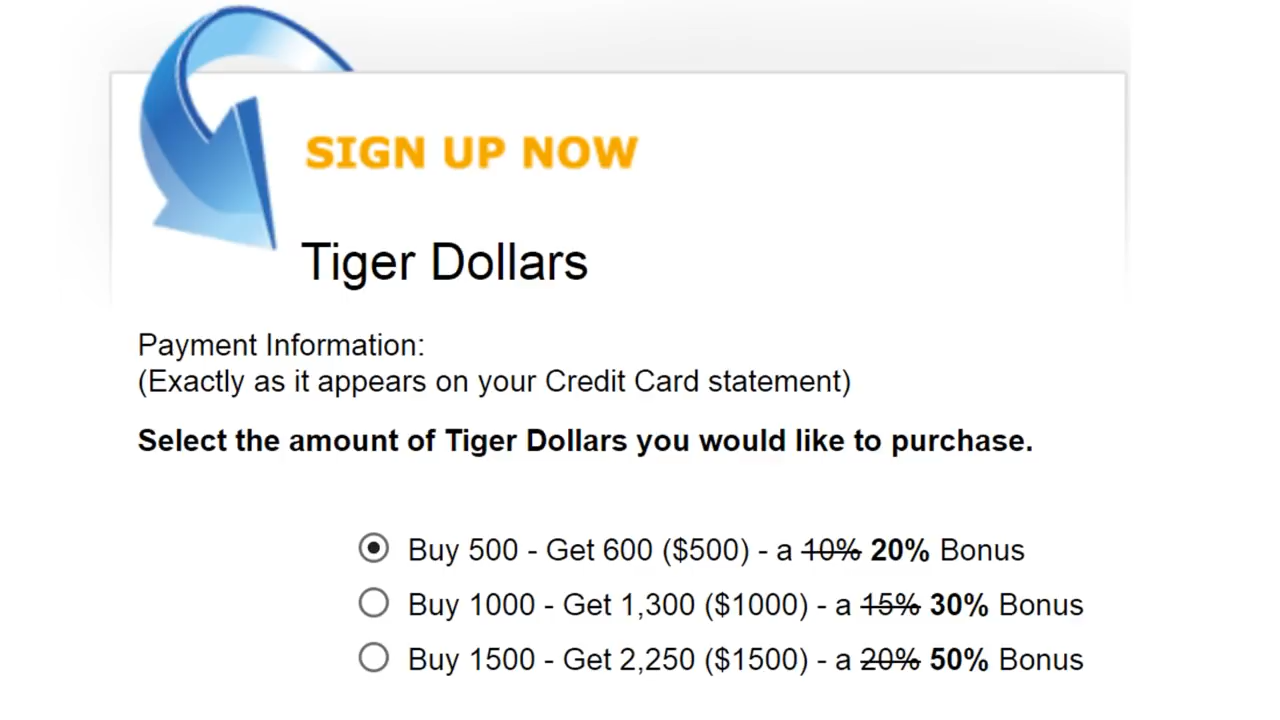 SIGN UP NOW
Tiger Dollars
Payment Information:
(Exactly as it appears on your Credit Card statement)
Select the amount of Tiger Dollars you would like to purchase.
Buy 500 - Get 600 ($500) - a 10% 20% Bonus
Buy 1000 - Get 1,300 ($1000) - a 15% 30% Bonus
Buy 1500 - Get 2,250 ($1500) - a 20% 50% Bonus